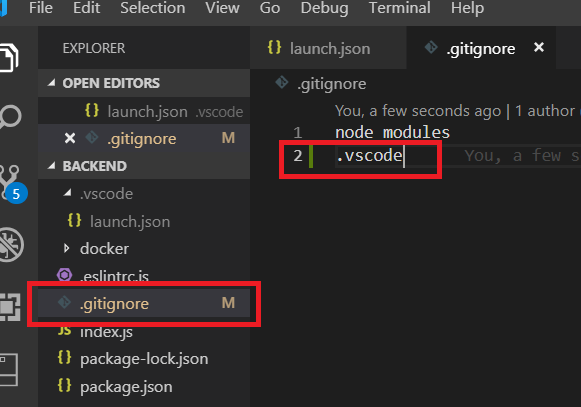 File Edit Selection View Go Debug Terminal Help
EXPLORER
OPEN EDITORS
{} launch.json .vscode
.gitignore M
BACKEND
.vscode
{} launch.json
docker
.eslintrc.js
.gitignore M
JS index.js
{} package-lock.json
{} package.json
5
{} launch.json .gitignore
.gitignore
You, a few seconds ago | 1 author
1 node modules
2 .vscode You, a few s